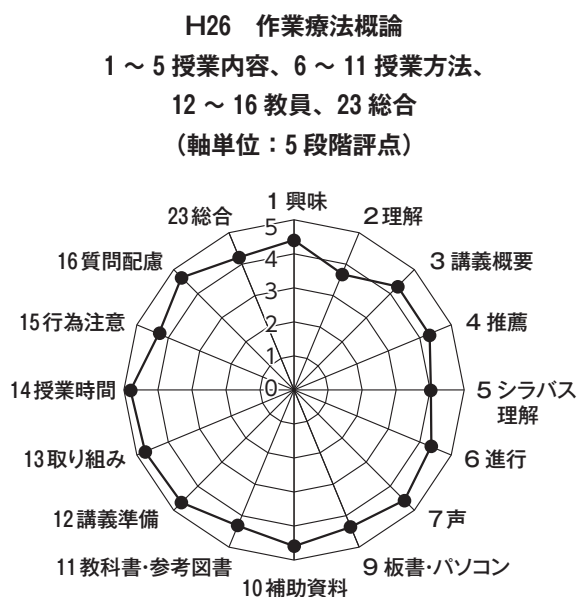 H26 作業療法概論
1 ～ 5 授業内容、6 ～ 11 授業方法、
12 ～ 16 教員、23 総合
（軸単位：5 段階評点）
1 興味
2 理解
3 講義概要
4 推薦
5 シラバス
理解
6 進行
7 声
9 板書・パソコン
10 補助資料
11 教科書・参考図書
12 講義準備
13 取り組み
14 授業時間
15 行為注意
16 質問配慮
23 総合
5
4
3
2
1
0